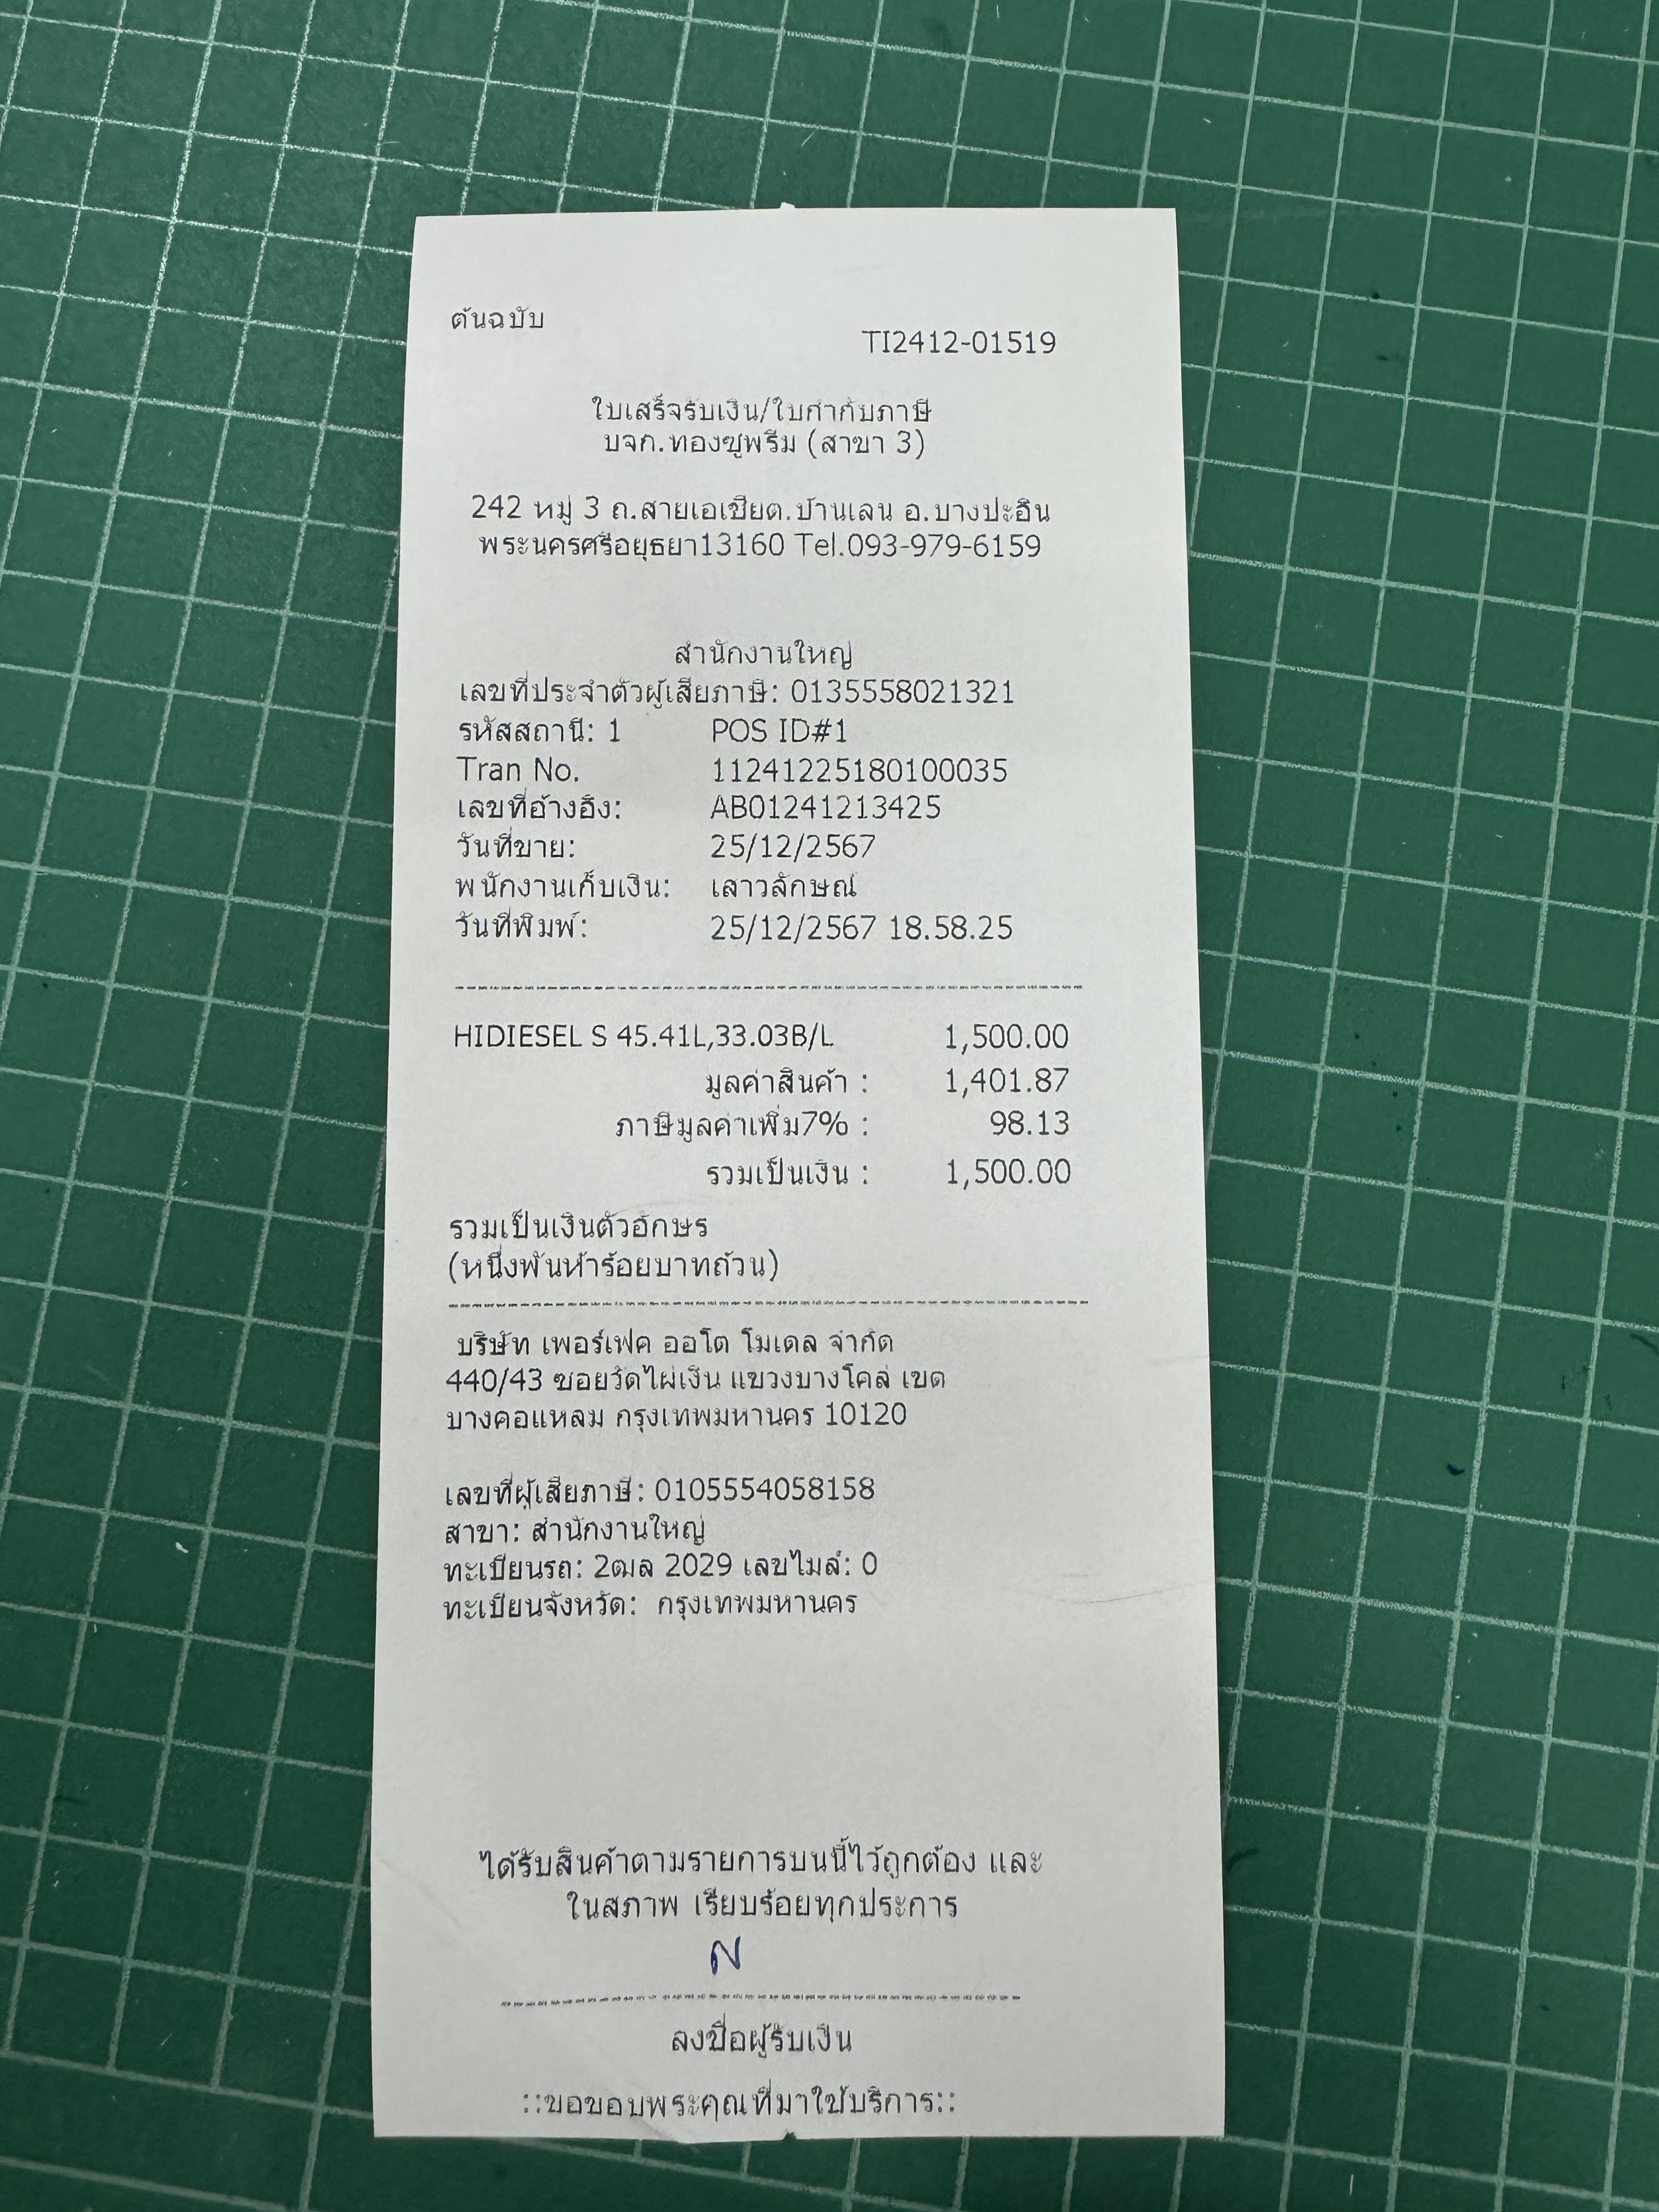 ต้นฉบับ
TI2412-01519
ใบเสร็จรับเงิน/ใบกำกับภาษี
บจก.ทองซูพรีม (สาขา 3)
242 หมู่ 3 ถ.สายเอเชียต.บ้านเลน อ.บางปะอิน
พระนครศรีอยุธยา13160 Tel.093-979-6159
สำนักงานใหญ่
เลขที่ประจำตัวผู้เสียภาษี: 0135558021321
รหัสสถานี: 1 POS ID#1
Tran No. 11241225180100035
เลขที่อ้างอิง: AB01241213425
วันที่ขาย: 25/12/2567
พนักงานเก็บเงิน: เสาวลักษณ์
วันที่พิมพ์: 25/12/2567 18.58.25
HIDIESEL S 45.41L,33.03B/L 1,500.00
มูลค่าสินค้า : 1,401.87
ภาษีมูลค่าเพิ่ม7% : 98.13
รวมเป็นเงิน : 1,500.00
รวมเป็นเงินตัวอักษร
(หนึ่งพันห้าร้อยบาทถ้วน)
บริษัท เพอร์เฟค ออโต โมเดล จำกัด
440/43 ซอยวัดไผ่เงิน แขวงบางโคล่ เขต
บางคอแหลม กรุงเทพมหานคร 10120
เลขที่ผู้เสียภาษี: 0105554058158
สาขา: สำนักงานใหญ่
ทะเบียนรถ: 2ฒล 2029 เลขไมล์: 0
ทะเบียนจังหวัด: กรุงเทพมหานคร
ได้รับสินค้าตามรายการบนนี้ไว้ถูกต้อง และ
ในสภาพ เรียบร้อยทุกประการ
ลงชื่อผู้รับเงิน
::ขอขอบพระคุณที่มาใช้บริการ::